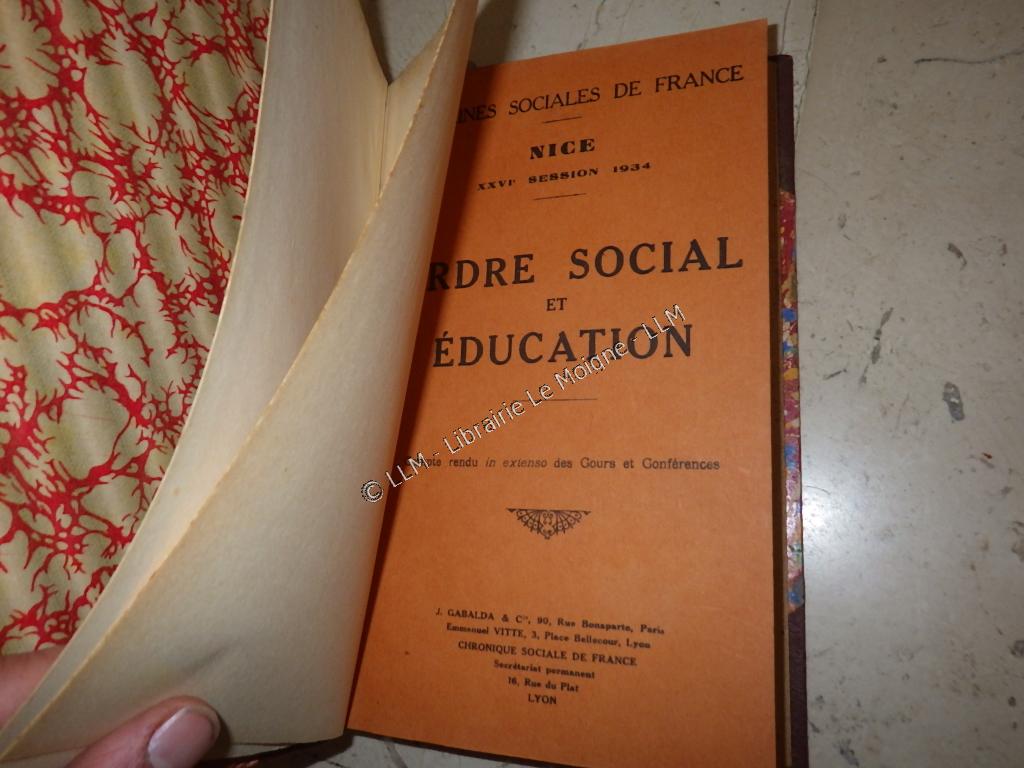 INES SOCIALES DE FRANCE
NICE
XXVIe SESSION 1934
RDRE SOCIAL
ET
ÉDUCATION
pte rendu in extenso des Cours et Conférences
© LLM - Librairie Le Moigne - LLM
J. GABALDA & Cie, 90, Rue Bonaparte, Paris
Emmanuel VITTE, 3, Place Bellecour, Lyon
CHRONIQUE SOCIALE DE FRANCE
Secrétariat permanent
16, Rue du Plat
LYON